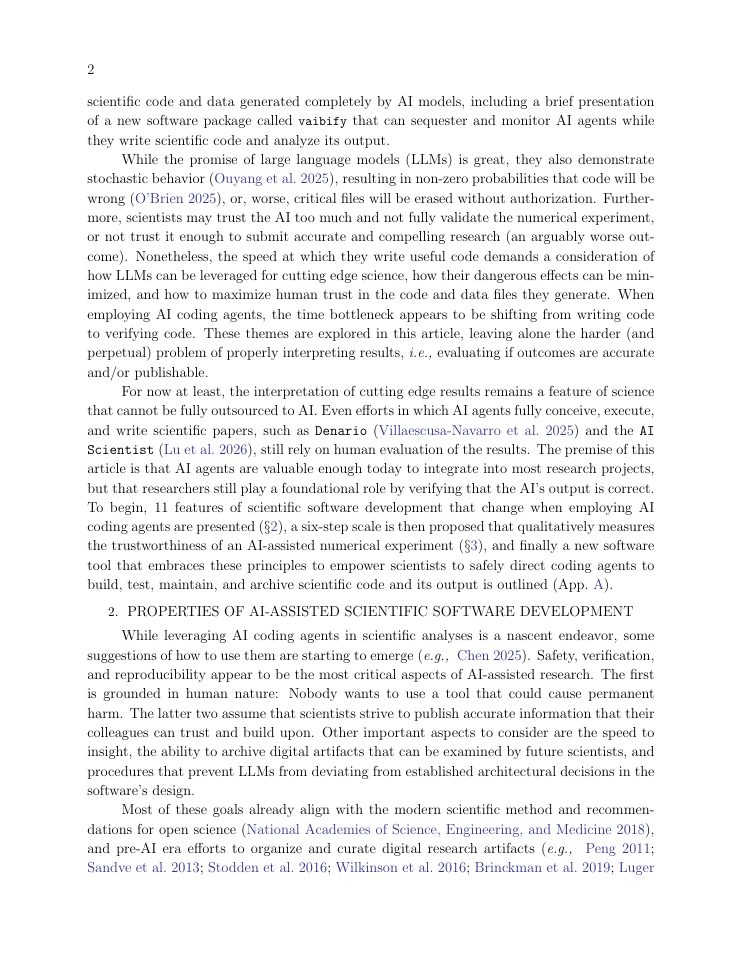 2
scientific code and data generated completely by AI models, including a brief presentation
of a new software package called vaibify that can sequester and monitor AI agents while
they write scientific code and analyze its output.
While the promise of large language models (LLMs) is great, they also demonstrate
stochastic behavior (Ouyang et al. 2025), resulting in non-zero probabilities that code will be
wrong (O'Brien 2025), or, worse, critical files will be erased without authorization. Further-
more, scientists may trust the AI too much and not fully validate the numerical experiment,
or not trust it enough to submit accurate and compelling research (an arguably worse out-
come). Nonetheless, the speed at which they write useful code demands a consideration of
how LLMs can be leveraged for cutting edge science, how their dangerous effects can be min-
imized, and how to maximize human trust in the code and data files they generate. When
employing AI coding agents, the time bottleneck appears to be shifting from writing code
to verifying code. These themes are explored in this article, leaving alone the harder (and
perpetual) problem of properly interpreting results, i.e., evaluating if outcomes are accurate
and/or publishable.
For now at least, the interpretation of cutting edge results remains a feature of science
that cannot be fully outsourced to AI. Even efforts in which AI agents fully conceive, execute,
and write scientific papers, such as Denario (Villaescusa-Navarro et al. 2025) and the AI
Scientist (Lu et al. 2026), still rely on human evaluation of the results. The premise of this
article is that AI agents are valuable enough today to integrate into most research projects,
but that researchers still play a foundational role by verifying that the AI's output is correct.
To begin, 11 features of scientific software development that change when employing AI
coding agents are presented (§2), a six-step scale is then proposed that qualitatively measures
the trustworthiness of an AI-assisted numerical experiment (§3), and finally a new software
tool that embraces these principles to empower scientists to safely direct coding agents to
build, test, maintain, and archive scientific code and its output is outlined (App. A).
2. PROPERTIES OF AI-ASSISTED SCIENTIFIC SOFTWARE DEVELOPMENT
While leveraging AI coding agents in scientific analyses is a nascent endeavor, some
suggestions of how to use them are starting to emerge (e.g., Chen 2025). Safety, verification,
and reproducibility appear to be the most critical aspects of AI-assisted research. The first
is grounded in human nature: Nobody wants to use a tool that could cause permanent
harm. The latter two assume that scientists strive to publish accurate information that their
colleagues can trust and build upon. Other important aspects to consider are the speed to
insight, the ability to archive digital artifacts that can be examined by future scientists, and
procedures that prevent LLMs from deviating from established architectural decisions in the
software's design.
Most of these goals already align with the modern scientific method and recommen-
dations for open science (National Academies of Science, Engineering, and Medicine 2018),
and pre-AI era efforts to organize and curate digital research artifacts (e.g., Peng 2011;
Sandve et al. 2013; Stodden et al. 2016; Wilkinson et al. 2016; Brinckman et al. 2019; Luger